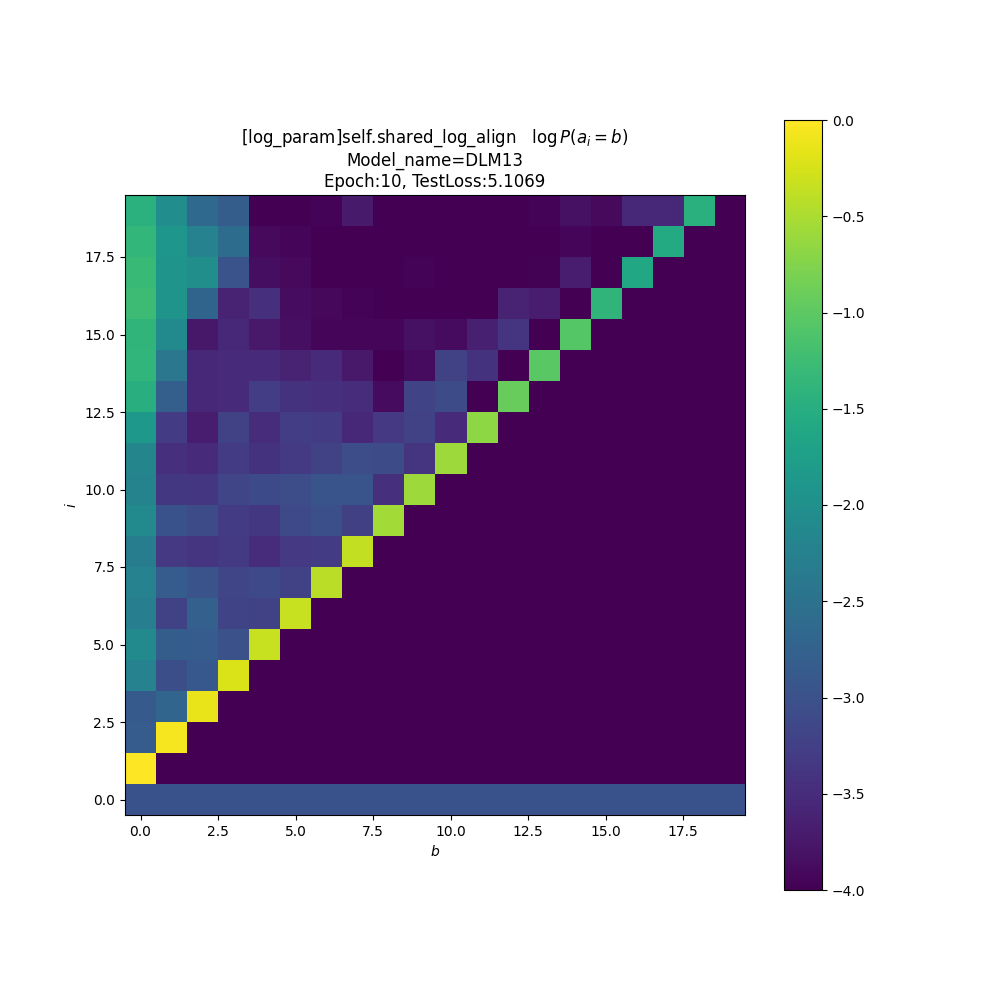 [log_param]self.shared_log_align log P(a_i = b)
Model_name=DLM13
Epoch:10, TestLoss:5.1069
0.0
−0.5
−1.0
−1.5
−2.0
−2.5
−3.0
−3.5
−4.0
17.5
15.0
12.5
10.0
7.5
5.0
2.5
0.0
i
0.0 2.5 5.0 7.5 10.0 12.5 15.0 17.5
b